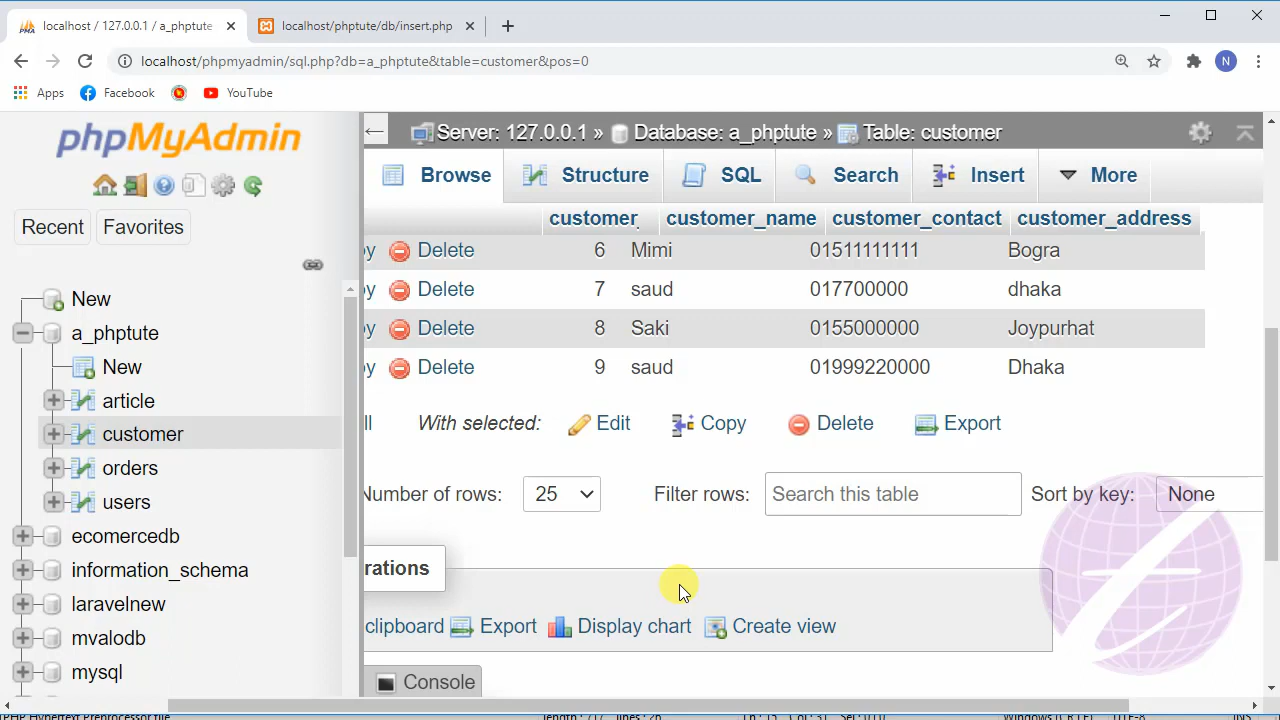 localhost / 127.0.0.1 / a_phptute
localhost/phptute/db/insert.php
localhost/phpmyadmin/sql.php?db=a_phptute&table=customer&pos=0
N
Apps Facebook YouTube
phpMyAdmin
Recent Favorites
New
a_phptute
New
article
customer
orders
users
ecomercedb
information_schema
laravelnew
mvalodb
mysql
Server: 127.0.0.1 » Database: a_phptute » Table: customer
Browse Structure SQL Search Insert More
customer_ customer_name customer_contact customer_address
py Delete 6 Mimi 01511111111 Bogra
py Delete 7 saud 017700000 dhaka
py Delete 8 Saki 0155000000 Joypurhat
py Delete 9 saud 01999220000 Dhaka
ll With selected: Edit Copy Delete Export
Number of rows: 25 Filter rows: Search this table Sort by key: None
rations
clipboard Export Display chart Create view
Console